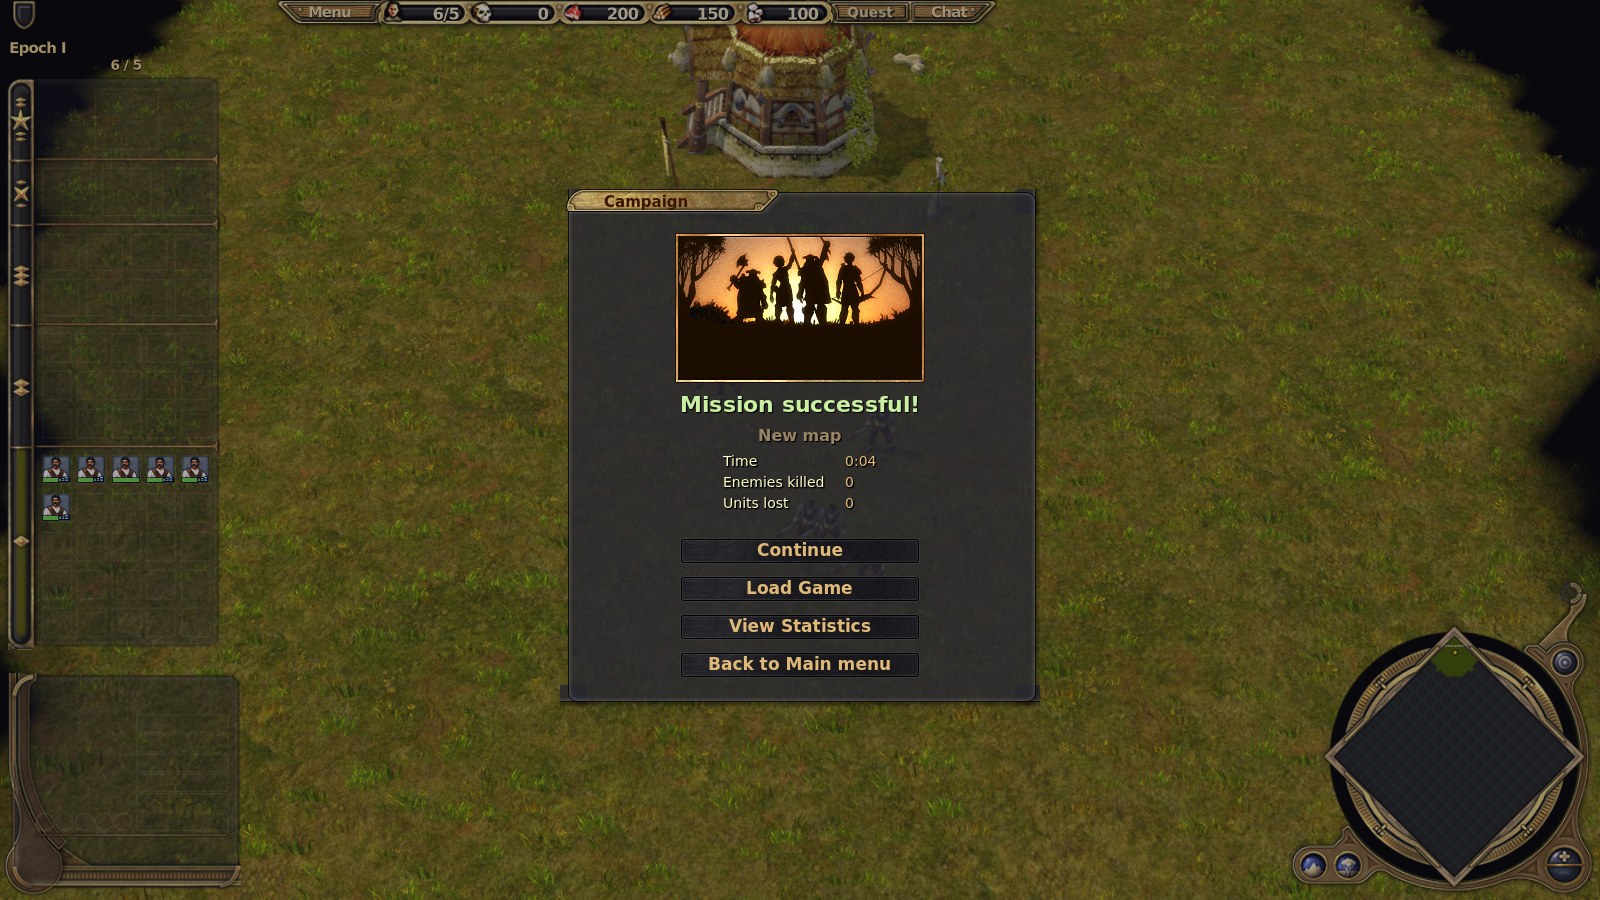 Menu 6/5 0 200 150 100 Quest Chat
Epoch I
6 / 5
Campaign
Mission successful!
New map
Time 0:04
Enemies killed 0
Units lost 0
Continue
Load Game
View Statistics
Back to Main menu